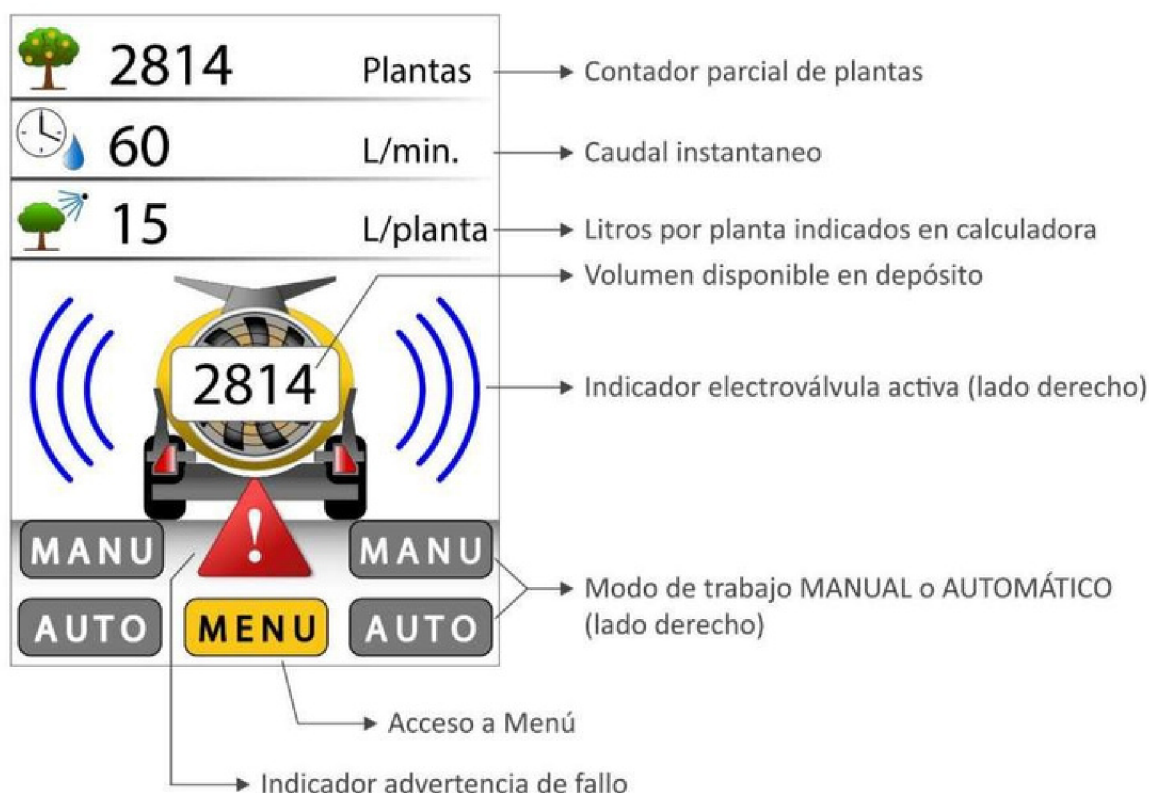 2814 Plantas
Contador parcial de plantas
60 L/min.
Caudal instantaneo
15 L/planta
Litros por planta indicados en calculadora
Volumen disponible en depósito
2814
Indicador electroválvula activa (lado derecho)
MANU
!
MANU
Modo de trabajo MANUAL o AUTOMÁTICO
(lado derecho)
AUTO
MENU
AUTO
Acceso a Menú
Indicador advertencia de fallo